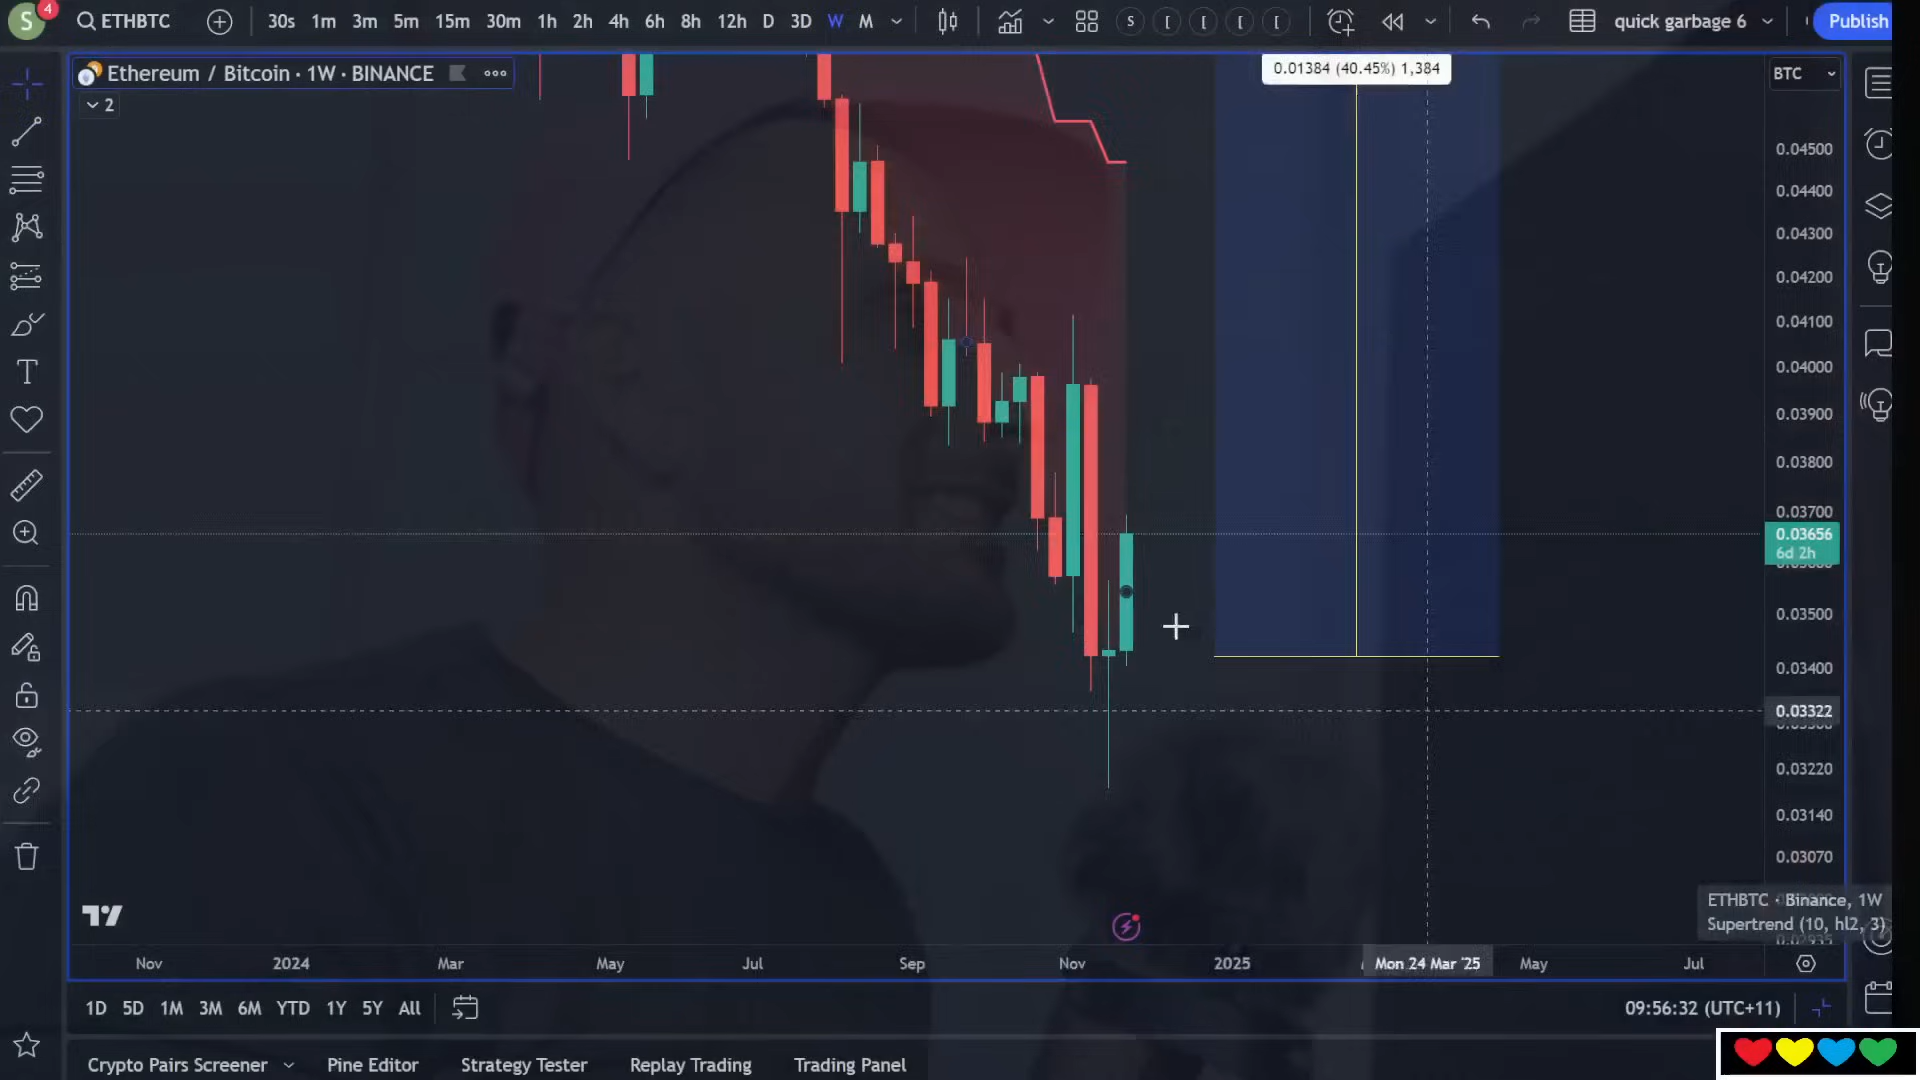 S 4 ETHBTC 30s 1m 3m 5m 15m 30m 1h 2h 4h 6h 8h 12h D 3D W M S [ [ [ [ quick garbage 6 Publish
Ethereum / Bitcoin · 1W · BINANCE
2
0.01384 (40.45%) 1,384
BTC
0.04500
0.04400
0.04300
0.04200
0.04100
0.04000
0.03900
0.03800
0.03700
0.03656
6d 2h
0.03500
0.03400
0.03322
0.03220
0.03140
0.03070
ETHBTC · Binance, 1W
Supertrend (10, hl2, 3)
Nov 2024 Mar May Jul Sep Nov 2025 Mon 24 Mar '25 May Jul
1D 5D 1M 3M 6M YTD 1Y 5Y All 09:56:32 (UTC+11)
Crypto Pairs Screener Pine Editor Strategy Tester Replay Trading Trading Panel